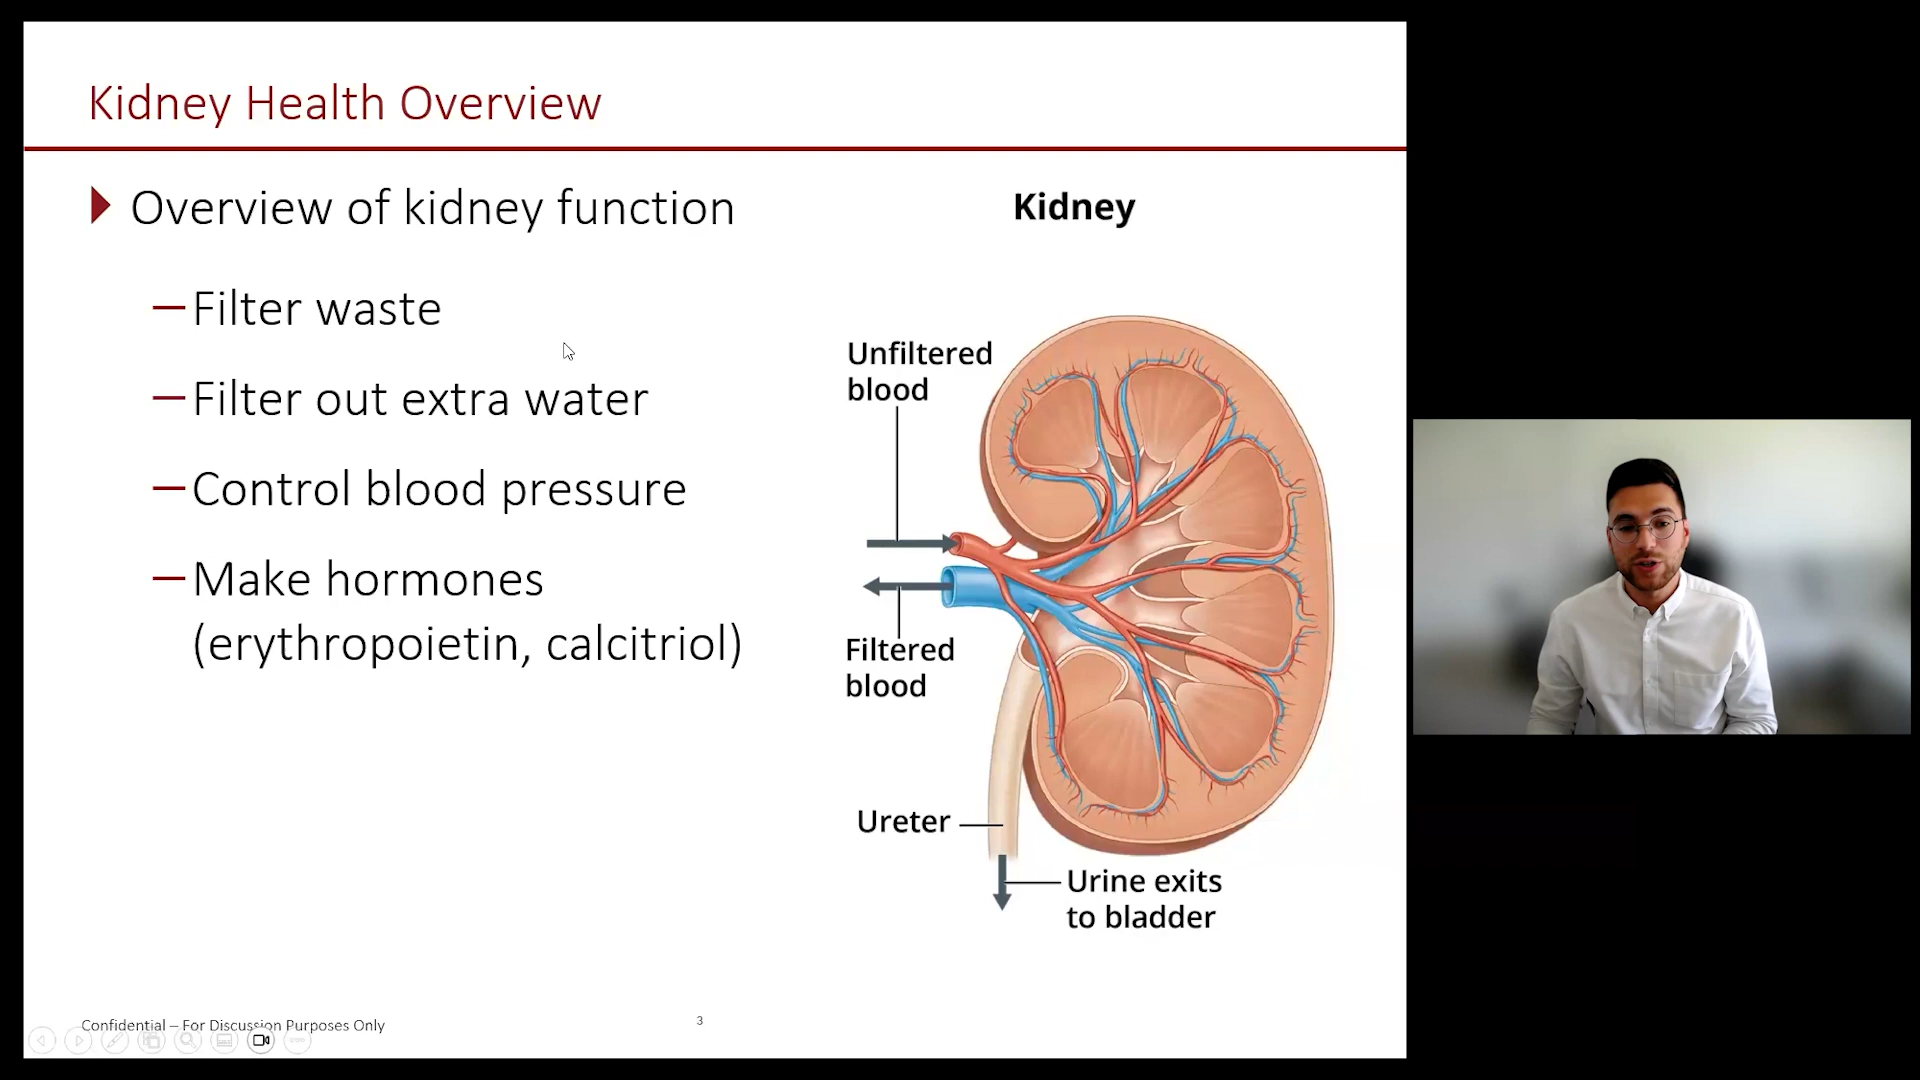 Kidney Health Overview
Overview of kidney function
Filter waste
Filter out extra water
Control blood pressure
Make hormones
(erythropoietin, calcitriol)
Kidney
Unfiltered
blood
Filtered
blood
Ureter
Urine exits
to bladder
Confidential – For Discussion Purposes Only
3